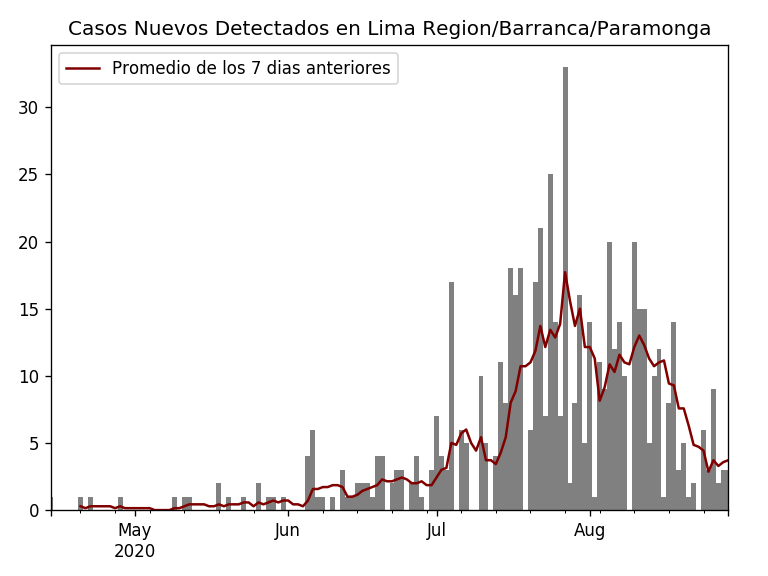 Casos Nuevos Detectados en Lima Region/Barranca/Paramonga
Promedio de los 7 dias anteriores
30
25
20
15
10
5
0
May Jun Jul Aug
2020